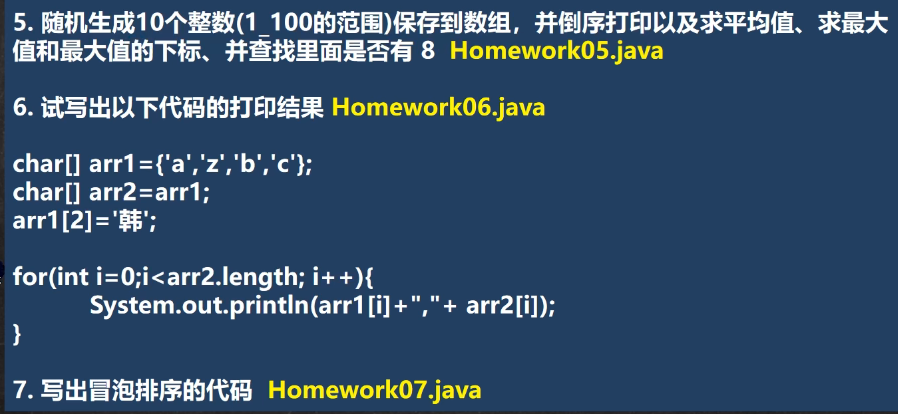 5. 随机生成10个整数(1_100的范围)保存到数组，并倒序打印以及求平均值、求最大
值和最大值的下标、并查找里面是否有 8 Homework05.java
6. 试写出以下代码的打印结果 Homework06.java
char[] arr1={'a','z','b','c'};
char[] arr2=arr1;
arr1[2]='韩';
for(int i=0;i<arr2.length; i++){
System.out.println(arr1[i]+","+ arr2[i]);
}
7. 写出冒泡排序的代码 Homework07.java